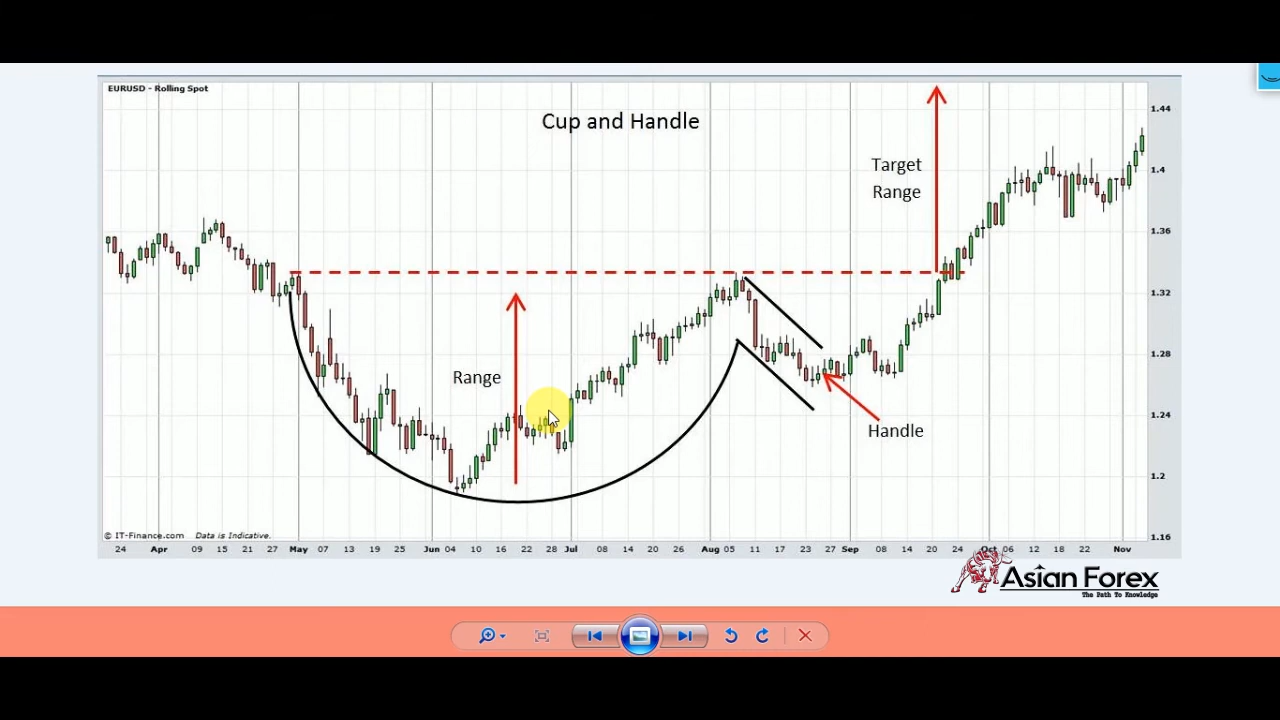 EURUSD - Rolling Spot
Cup and Handle
1.44
Target
Range
1.4
1.36
1.32
1.28
Range
1.24
Handle
1.2
© IT-Finance.com Data is Indicative.
1.16
24 Apr 09 15 21 27 May 07 13 19 25 Jun 04 10 16 22 28 Jul 08 14 20 26 Aug 05 11 17 23 27 Sep 08 14 20 24 Oct 06 12 18 22 Nov
Asian Forex
The Path To Knowledge